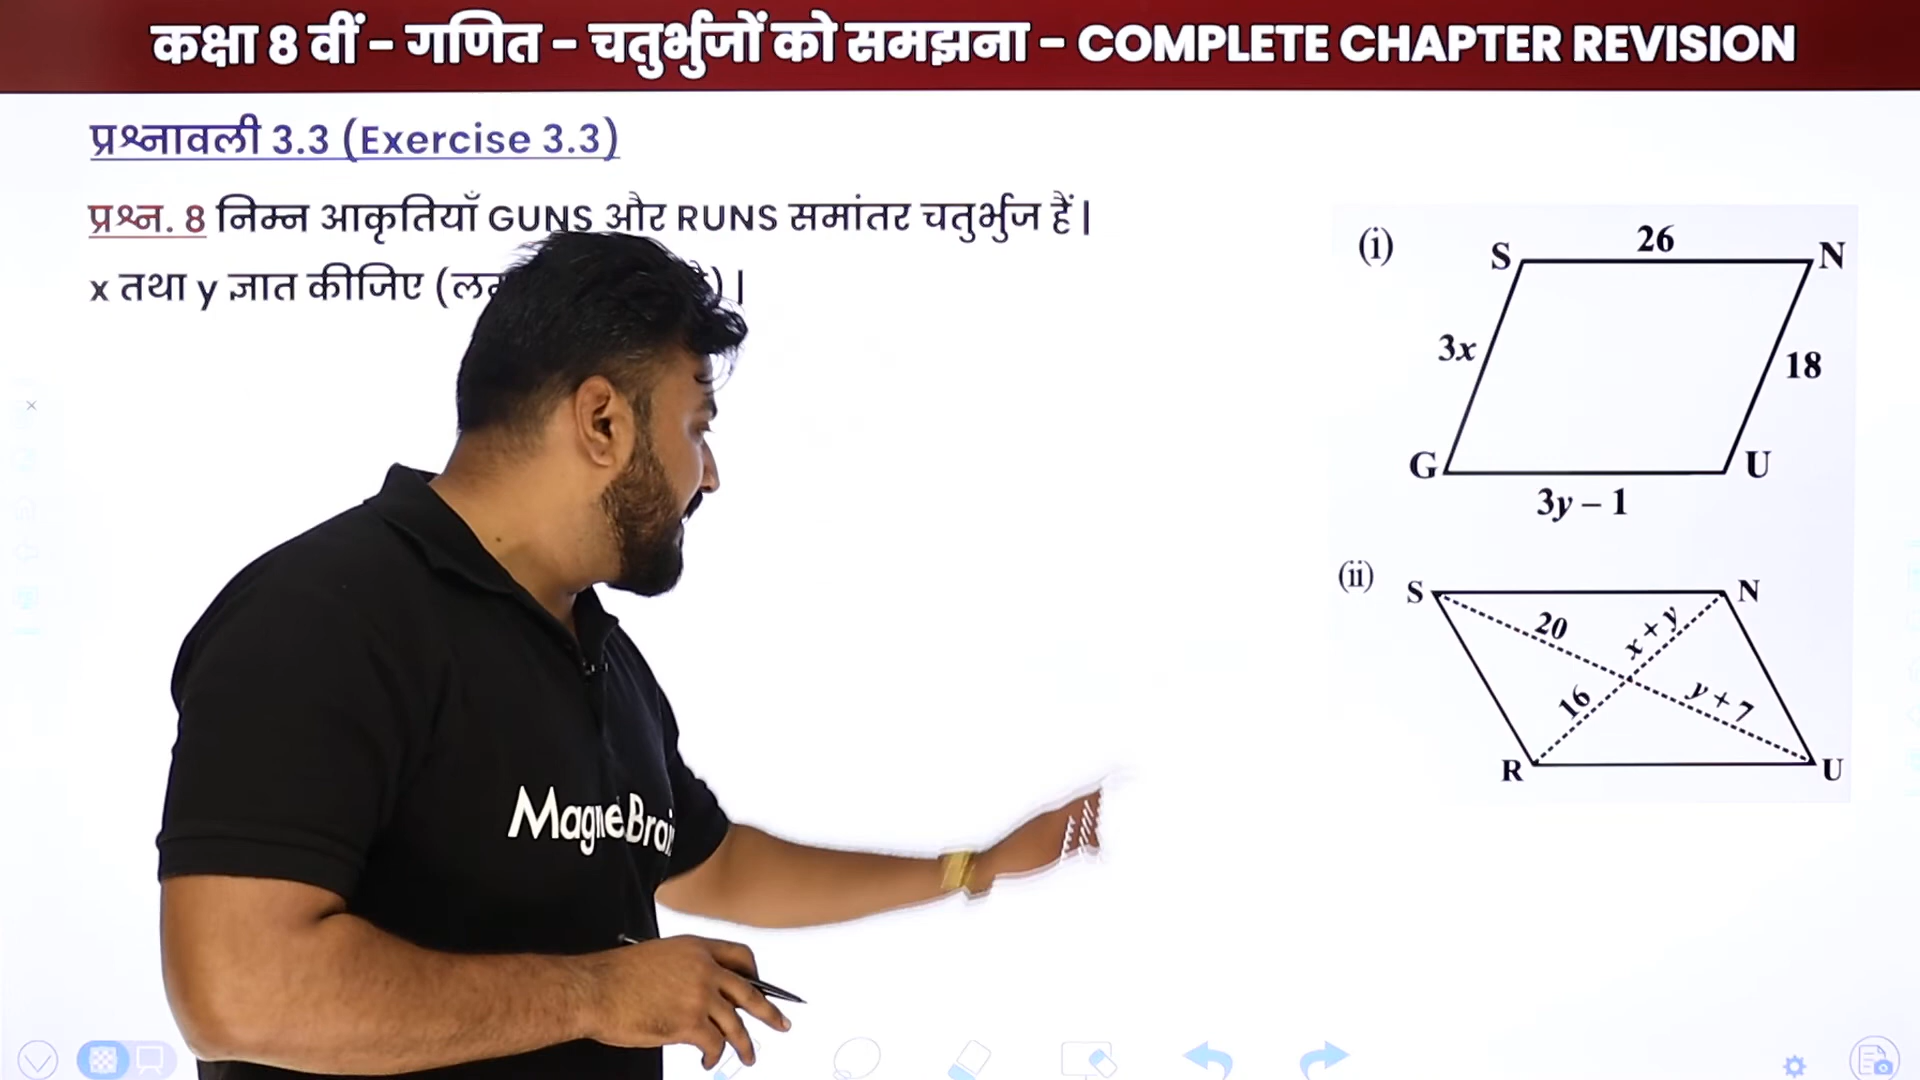 कक्षा 8 वीं – गणित – चतुर्भुजों को समझना – COMPLETE CHAPTER REVISION
प्रश्नावली 3.3 (Exercise 3.3)
प्रश्न. 8 निम्न आकृतियाँ GUNS और RUNS समांतर चतुर्भुज हैं |
x तथा y ज्ञात कीजिए ( ) |
(i)
S 26 N
3x
18
G U
3y – 1
(ii)
S N
20 x + y
16 y + 7
R U